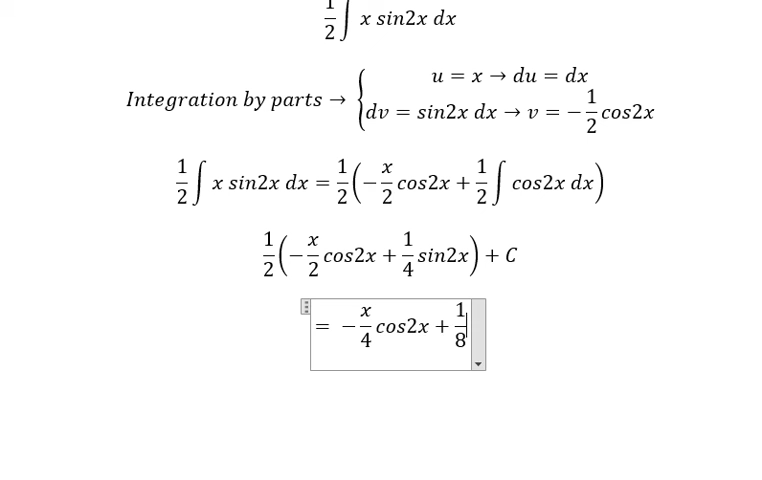 1/2 ∫ x sin2x dx
Integration by parts → { u = x → du = dx
dv = sin2x dx → v = −1/2 cos2x
1/2 ∫ x sin2x dx = 1/2 (−x/2 cos2x + 1/2 ∫ cos2x dx)
1/2 (−x/2 cos2x + 1/4 sin2x) + C
= −x/4 cos2x + 1/8